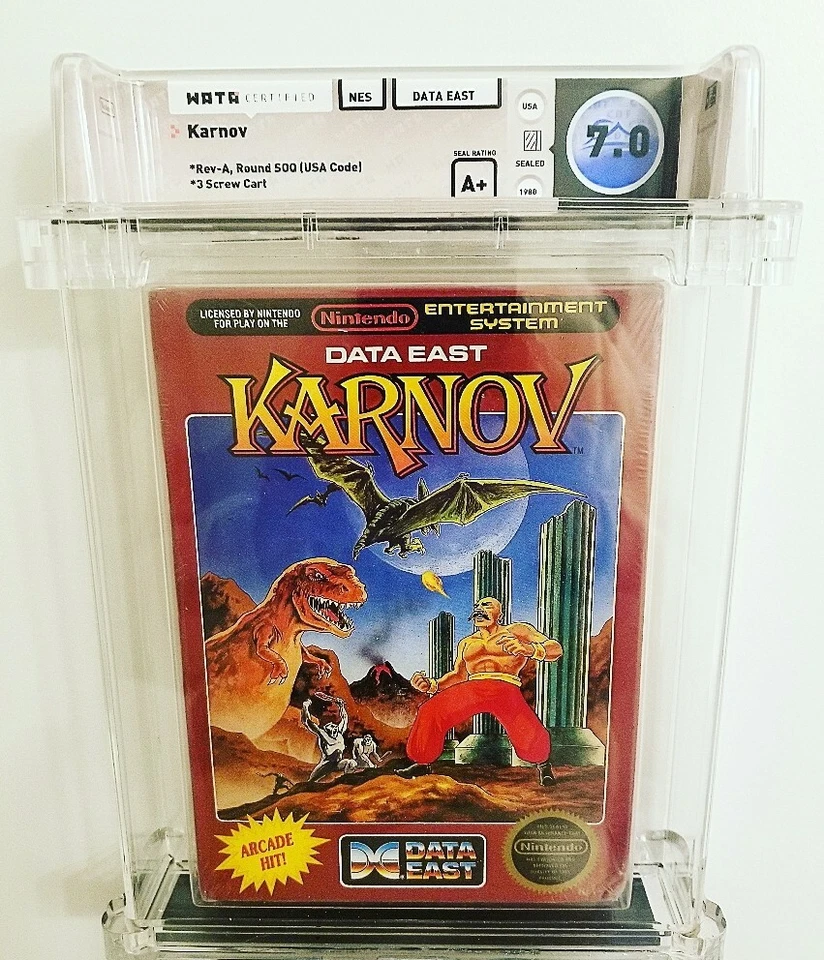 WATA CERTIFIED
NES
DATA EAST
USA
7.0
Karnov
SEALED
SEAL RATING
A+
*Rev-A, Round SOQ (USA Code)
*3 Screw Cart
1988
LICENSED BY NINTENDO
FOR PLAY ON THE
Nintendo
ENTERTAINMENT
SYSTEM
DATA EAST
KARNOV
TM
ARCADE
HIT!
DATA
EAST
Nintendo